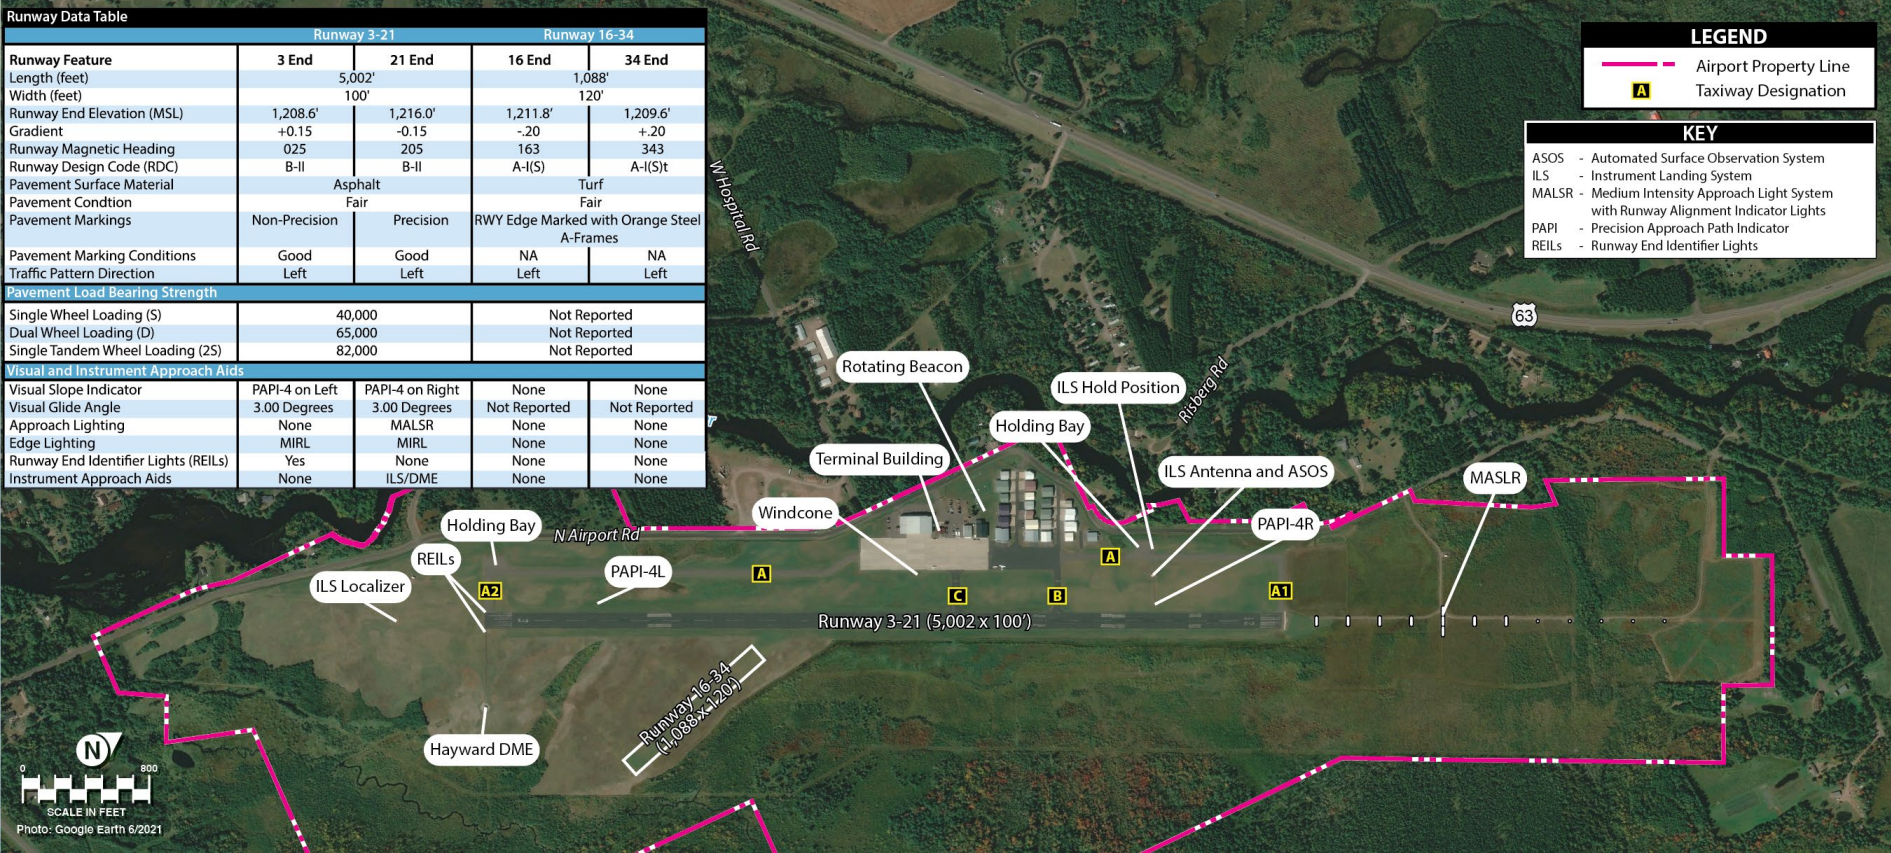 Runway Data Table
Runway 3-21 Runway 16-34
Runway Feature 3 End 21 End 16 End 34 End
Length (feet) 5,002' 1,088'
Width (feet) 100' 120'
Runway End Elevation (MSL) 1,208.6' 1,216.0' 1,211.8' 1,209.6'
Gradient +0.15 -0.15 -.20 +.20
Runway Magnetic Heading 025 205 163 343
Runway Design Code (RDC) B-II B-II A-I(S) A-I(S)t
Pavement Surface Material Asphalt Turf
Pavement Condtion Fair Fair
Pavement Markings Non-Precision Precision RWY Edge Marked with Orange Steel
A-Frames
Pavement Marking Conditions Good Good NA NA
Traffic Pattern Direction Left Left Left Left
Pavement Load Bearing Strength
Single Wheel Loading (S) 40,000 Not Reported
Dual Wheel Loading (D) 65,000 Not Reported
Single Tandem Wheel Loading (2S) 82,000 Not Reported
Visual and Instrument Approach Aids
Visual Slope Indicator PAPI-4 on Left PAPI-4 on Right None None
Visual Glide Angle 3.00 Degrees 3.00 Degrees Not Reported Not Reported
Approach Lighting None MALSR None None
Edge Lighting MIRL MIRL None None
Runway End Identifier Lights (REILs) Yes None None None
Instrument Approach Aids None ILS/DME None None
LEGEND
Airport Property Line
A Taxiway Designation
KEY
ASOS - Automated Surface Observation System
ILS - Instrument Landing System
MALSR - Medium Intensity Approach Light System
with Runway Alignment Indicator Lights
PAPI - Precision Approach Path Indicator
REILs - Runway End Identifier Lights
W Hospital Rd
63
Risberg Rd
Rotating Beacon
ILS Hold Position
Holding Bay
Terminal Building
ILS Antenna and ASOS
MASLR
Windcone
PAPI-4R
Holding Bay
N Airport Rd
REILs
PAPI-4L
ILS Localizer
A
A
A2
C
B
A1
Runway 3-21 (5,002 x 100')
Runway 16-34
(1,088 x 120')
Hayward DME
N
0 800
SCALE IN FEET
Photo: Google Earth 6/2021